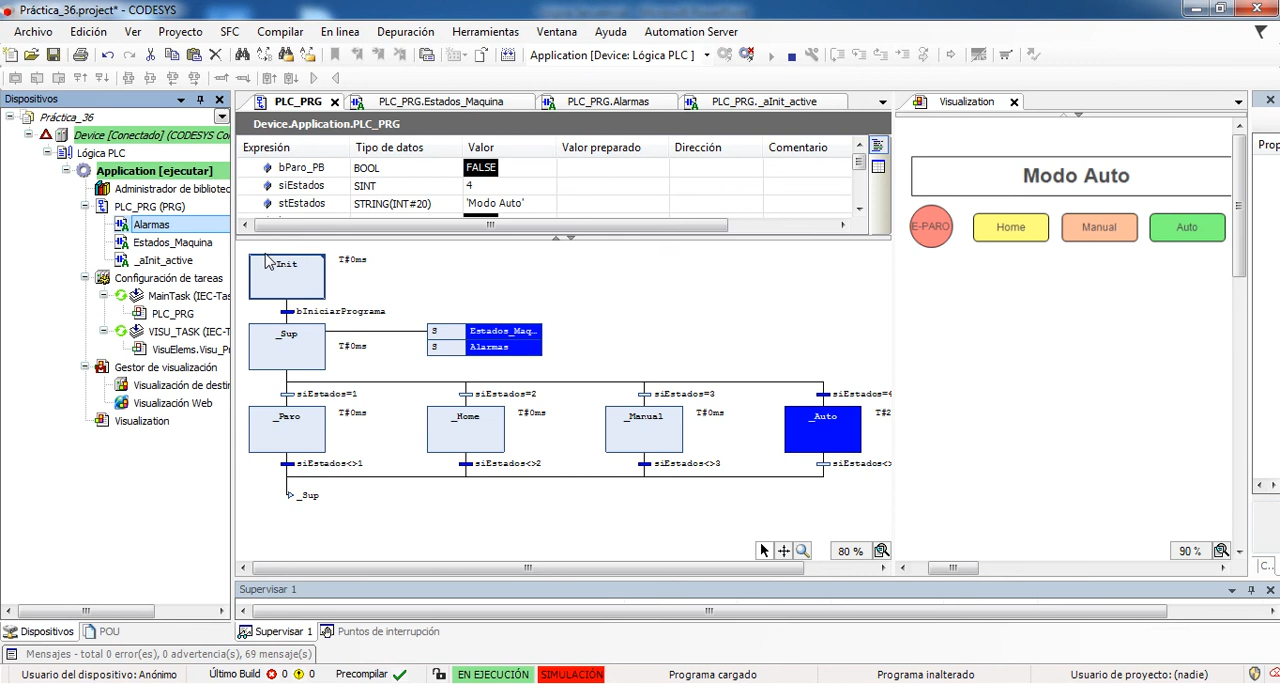 Práctica_36.project* - CODESYS
Archivo Edición Ver Proyecto SFC Compilar En linea Depuración Herramientas Ventana Ayuda Automation Server
Application [Device: Lógica PLC ]
Dispositivos
Práctica_36
Device [Conectado] (CODESYS Co
Lógica PLC
Application [ejecutar]
Administrador de bibliotec
PLC_PRG (PRG)
Alarmas
Estados_Maquina
_aInit_active
Configuración de tareas
MainTask (IEC-Tas
PLC_PRG
VISU_TASK (IEC-T
VisuElems.Visu_Pr
Gestor de visualización
Visualización de destir
Visualización Web
Visualization
Dispositivos POU
PLC_PRG PLC_PRG.Estados_Maquina PLC_PRG.Alarmas PLC_PRG._aInit_active
Device.Application.PLC_PRG
Expresión Tipo de datos Valor Valor preparado Dirección Comentario
bParo_PB BOOL FALSE
siEstados SINT 4
stEstados STRING(INT#20) 'Modo Auto'
Init T#0ms
bIniciarPrograma
_Sup T#0ms
S Estados_Maq...
S Alarmas
siEstados=1 siEstados=2 siEstados=3 siEstados=4
_Paro T#0ms _Home T#0ms _Manual T#0ms _Auto T#2
siEstados<>1 siEstados<>2 siEstados<>3 siEstados<>
_Sup
80 %
Visualization
Modo Auto
E-PARO Home Manual Auto
90 %
Prop
C...
Supervisar 1
Supervisar 1 Puntos de interrupción
Mensajes - total 0 error(es), 0 advertencia(s), 69 mensaje(s)
Usuario del dispositivo: Anónimo Último Build 0 0 Precompilar EN EJECUCIÓN SIMULACIÓN Programa cargado Programa inalterado Usuario de proyecto: (nadie)